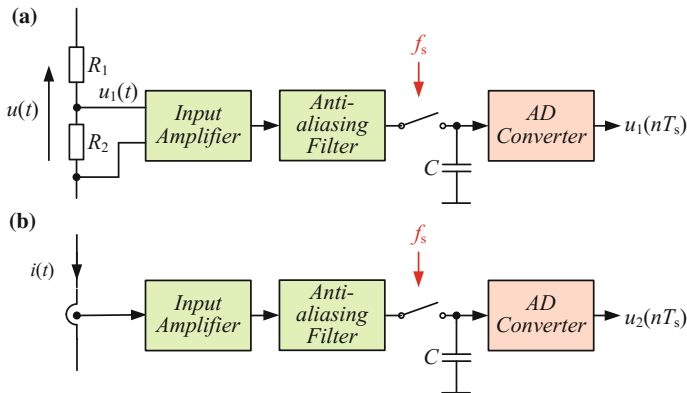 (a)
f_s
R_1
u_1(t)
u(t)
Input
Amplifier
Anti-
aliasing
Filter
AD
Converter
u_1(nT_s)
R_2
C
(b)
f_s
i(t)
Input
Amplifier
Anti-
aliasing
Filter
AD
Converter
u_2(nT_s)
C